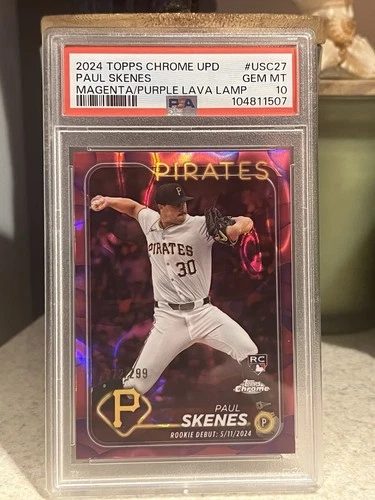 2024 TOPPS CHROME UPD #USC27
PAUL SKENES GEM MT
MAGENTA/PURPLE LAVA LAMP 10
PSA 104811507
PIRATES
P
PIRATES
30
/299
RC
Topps
Chrome
P
PAUL
SKENES
P
ROOKIE DEBUT: 5/11/2024